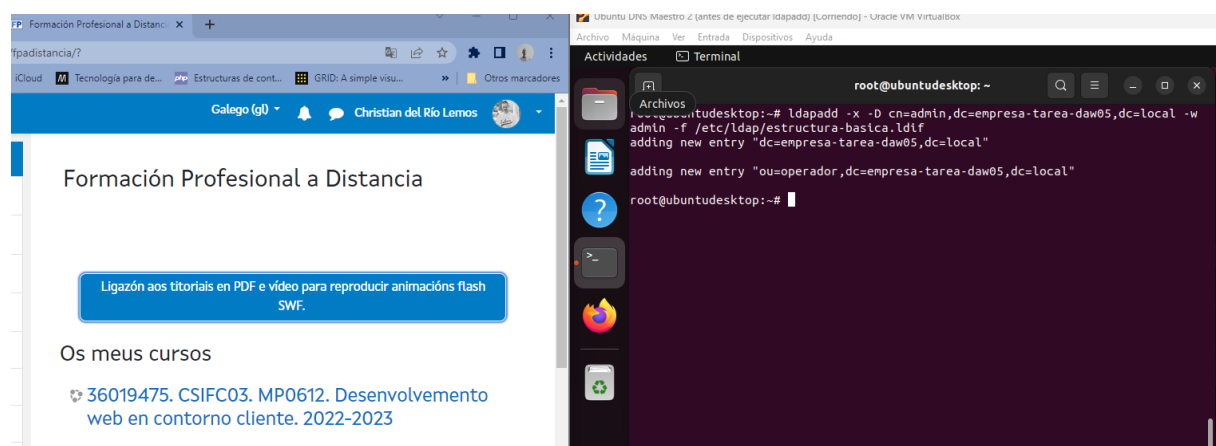 FP Formación Profesional a Distanci
/fpadistancia/?
iCloud Tecnología para de... php Estructuras de cont... GRID: A simple visu... » Otros marcadores
Galego (gl) Christian del Río Lemos
Formación Profesional a Distancia
Ligazón aos titoriais en PDF e vídeo para reproducir animacións flash
SWF.
Os meus cursos
36019475. CSIFC03. MP0612. Desenvolvemento
web en contorno cliente. 2022-2023
Ubuntu DNS Maestro 2 (antes de ejecutar ldapadd) [Corriendo] - Oracle VM VirtualBox
Archivo Máquina Ver Entrada Dispositivos Ayuda
Actividades Terminal
root@ubuntudesktop: ~
Archivos
root@ubuntudesktop:~# ldapadd -x -D cn=admin,dc=empresa-tarea-daw05,dc=local -w
admin -f /etc/ldap/estructura-basica.ldif
adding new entry "dc=empresa-tarea-daw05,dc=local"
adding new entry "ou=operador,dc=empresa-tarea-daw05,dc=local"
root@ubuntudesktop:~#